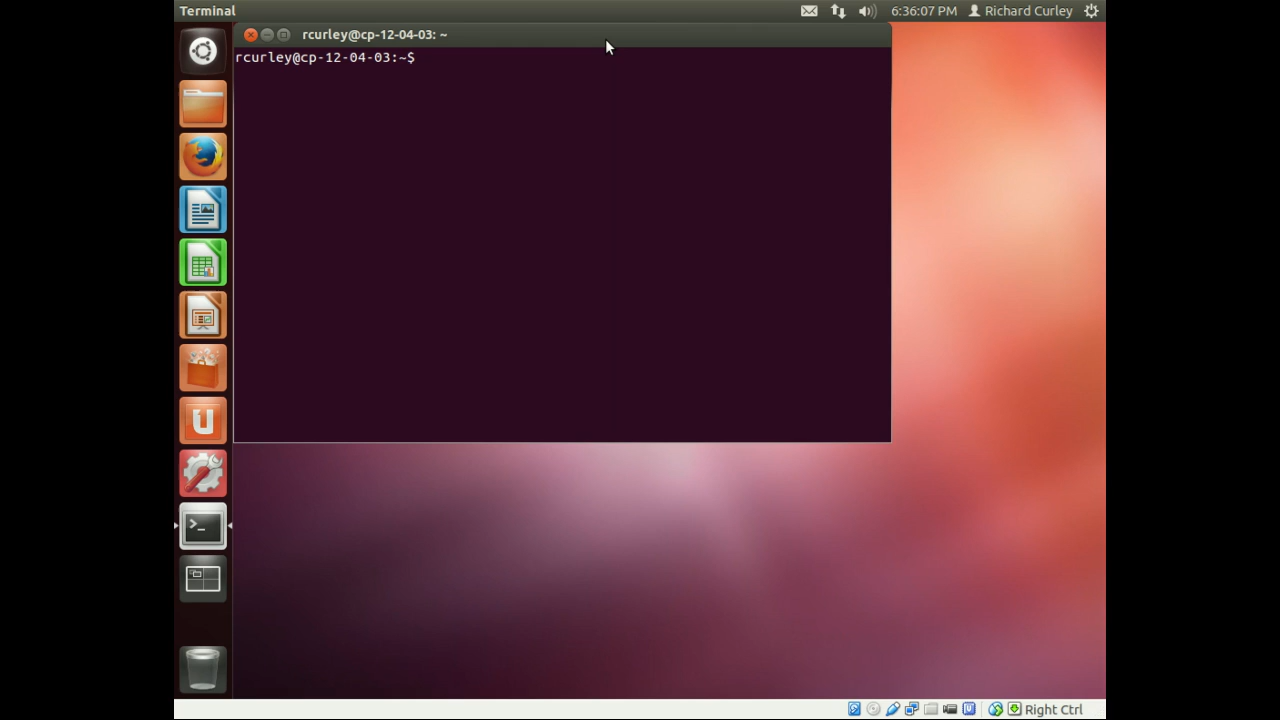 Terminal
6:36:07 PM
Richard Curley
rcurley@cp-12-04-03: ~
rcurley@cp-12-04-03:~$
>_
Right Ctrl